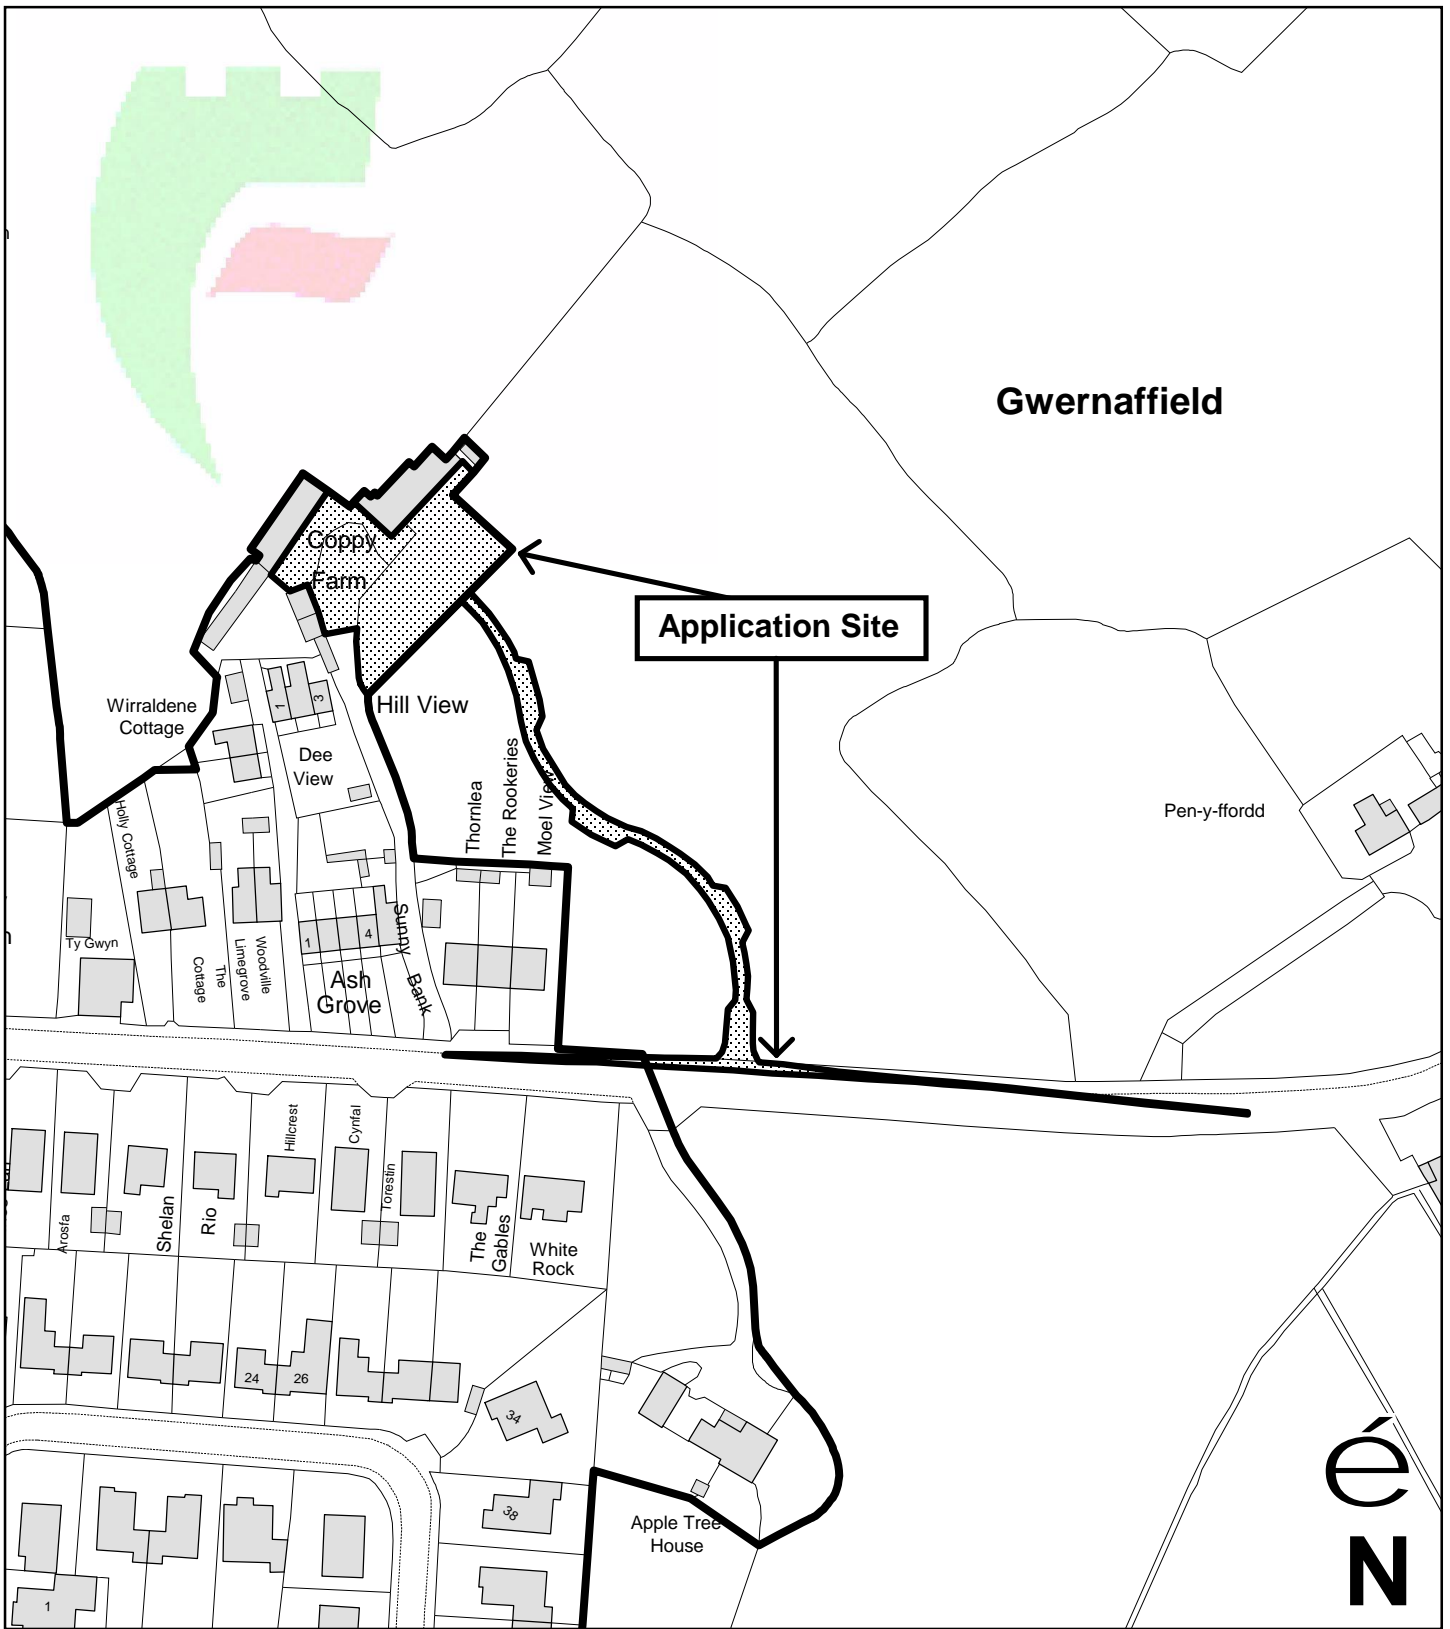 Gwernaffield
Coppy
Farm
Application Site
Wirraldene
Cottage
1
3
Hill View
Dee
View
Thornlea
The Rookeries
Holly Cottage
Pen-y-ffordd
Ty Gwyn
The
Cottage
Limegrove
Woodville
1
4
Ash
Grove
Sunny
Bank
Arosfa
Shelan
Rio
Hillcrest
Cynfal
Torestin
The
Gables
White
Rock
24
26
34
38
1
Apple Tree
House
é
N